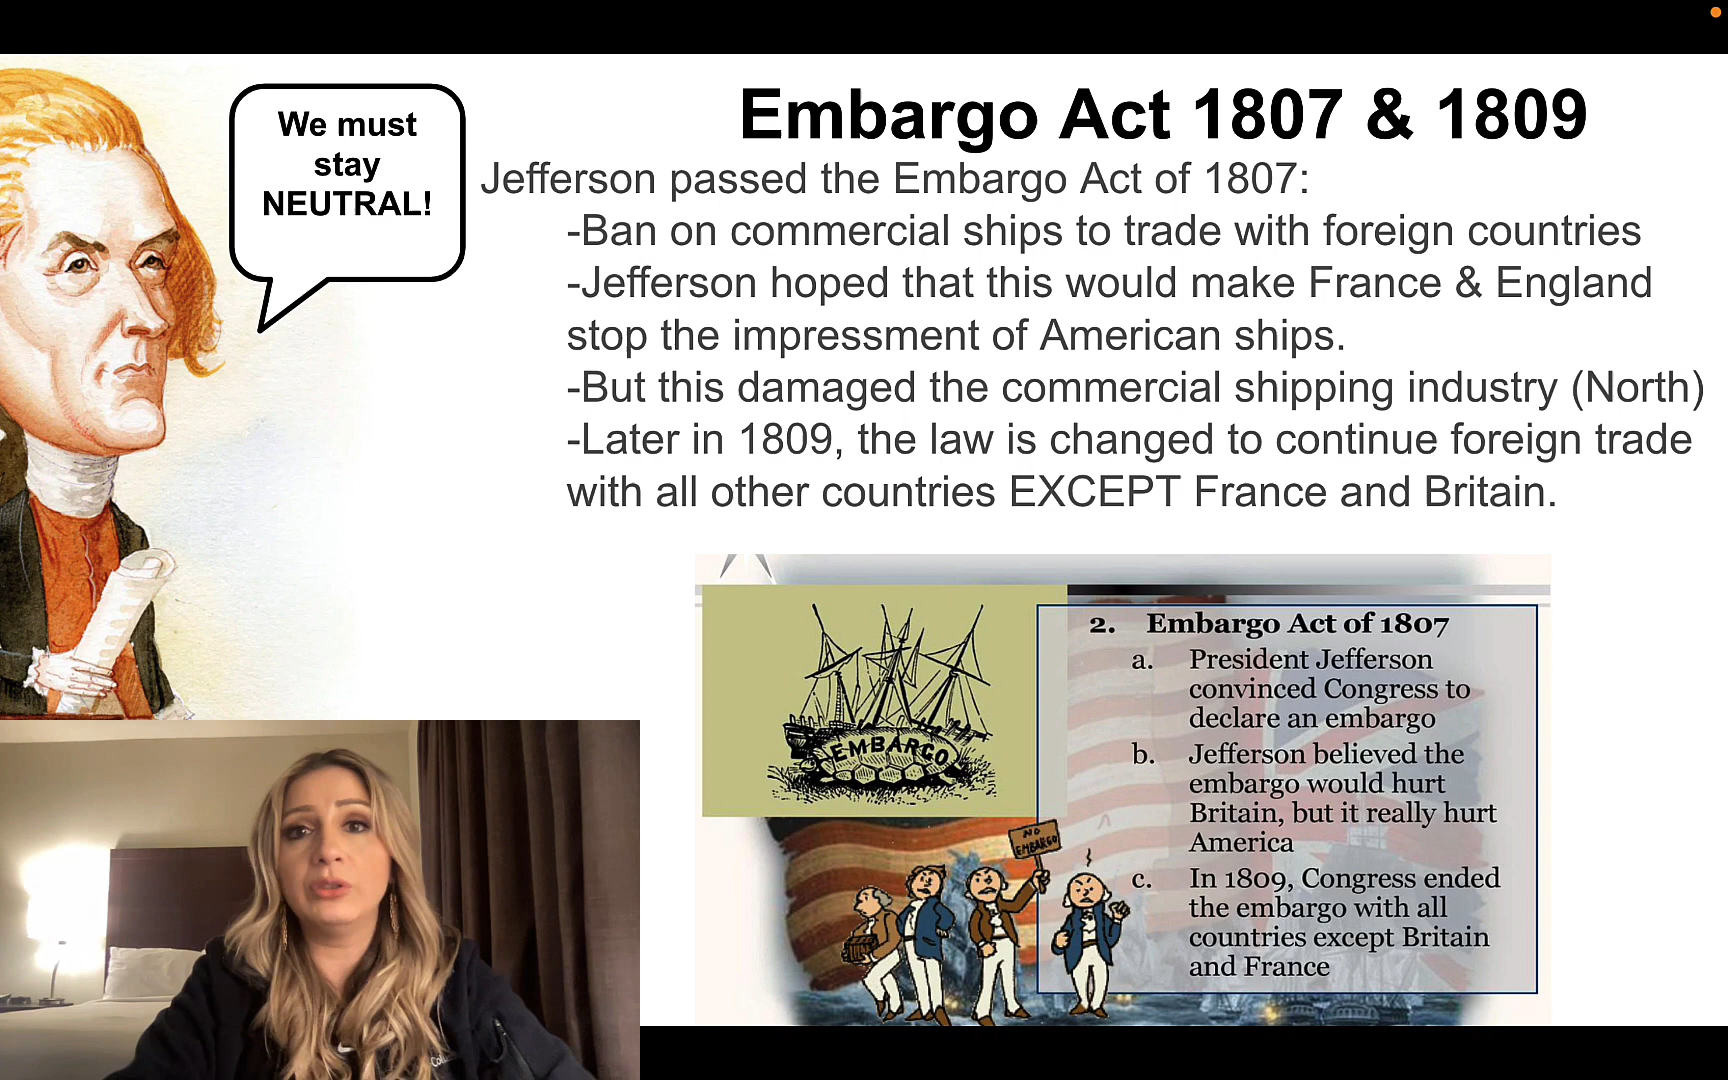 We must
stay
NEUTRAL!
Embargo Act 1807 & 1809
Jefferson passed the Embargo Act of 1807:
-Ban on commercial ships to trade with foreign countries
-Jefferson hoped that this would make France & England
stop the impressment of American ships.
-But this damaged the commercial shipping industry (North)
-Later in 1809, the law is changed to continue foreign trade
with all other countries EXCEPT France and Britain.
EMBARGO
NO
EMBARGO
2. Embargo Act of 1807
a. President Jefferson
convinced Congress to
declare an embargo
b. Jefferson believed the
embargo would hurt
Britain, but it really hurt
America
c. In 1809, Congress ended
the embargo with all
countries except Britain
and France